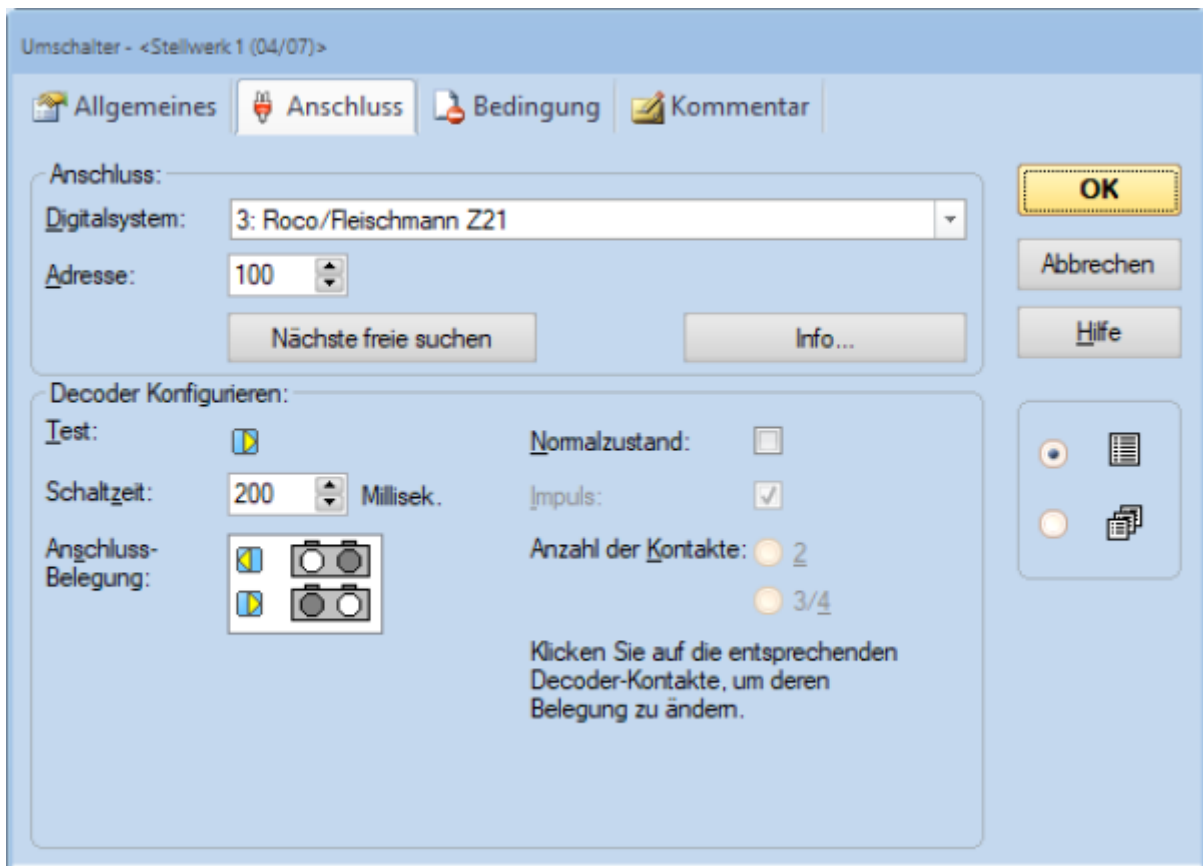 Umschalter - <Stellwerk 1 (04/07)>
Allgemeines Anschluss Bedingung Kommentar
Anschluss:
Digitalsystem: 3: Roco/Fleischmann Z21
Adresse: 100
Nächste freie suchen Info...
OK
Abbrechen
Hilfe
Decoder Konfigurieren:
Test: Normalzustand:
Schaltzeit: 200 Millisek. Impuls:
Anschluss-
Belegung:
Anzahl der Kontakte: 2
3/4
Klicken Sie auf die entsprechenden
Decoder-Kontakte, um deren
Belegung zu ändern.